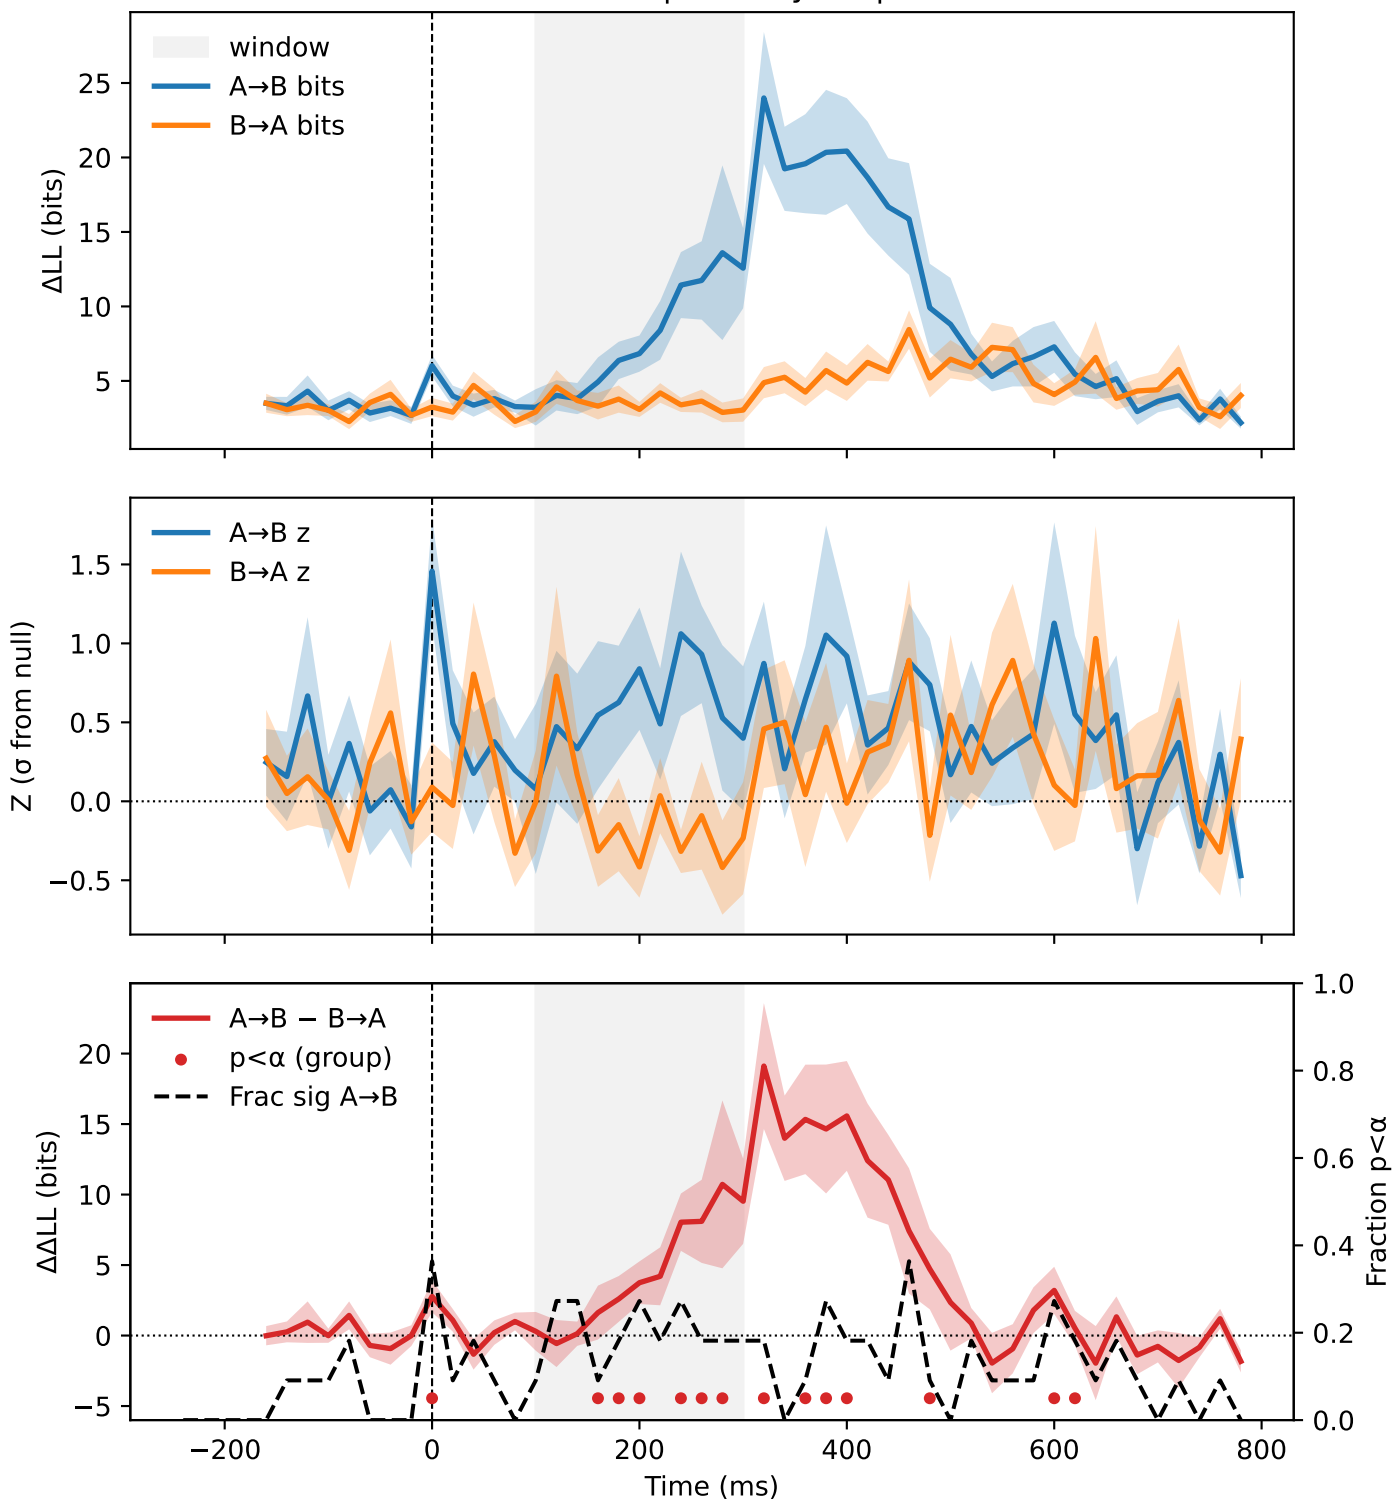 window
A→B bits
B→A bits
ΔLL (bits)
25
20
15
10
5
A→B z
B→A z
Z (σ from null)
1.5
1.0
0.5
0.0
−0.5
A→B − B→A
p<α (group)
Frac sig A→B
ΔΔLL (bits)
20
15
10
5
0
−5
1.0
0.8
0.6
0.4
0.2
0.0
Fraction p<α
−200
0
200
400
600
800
Time (ms)